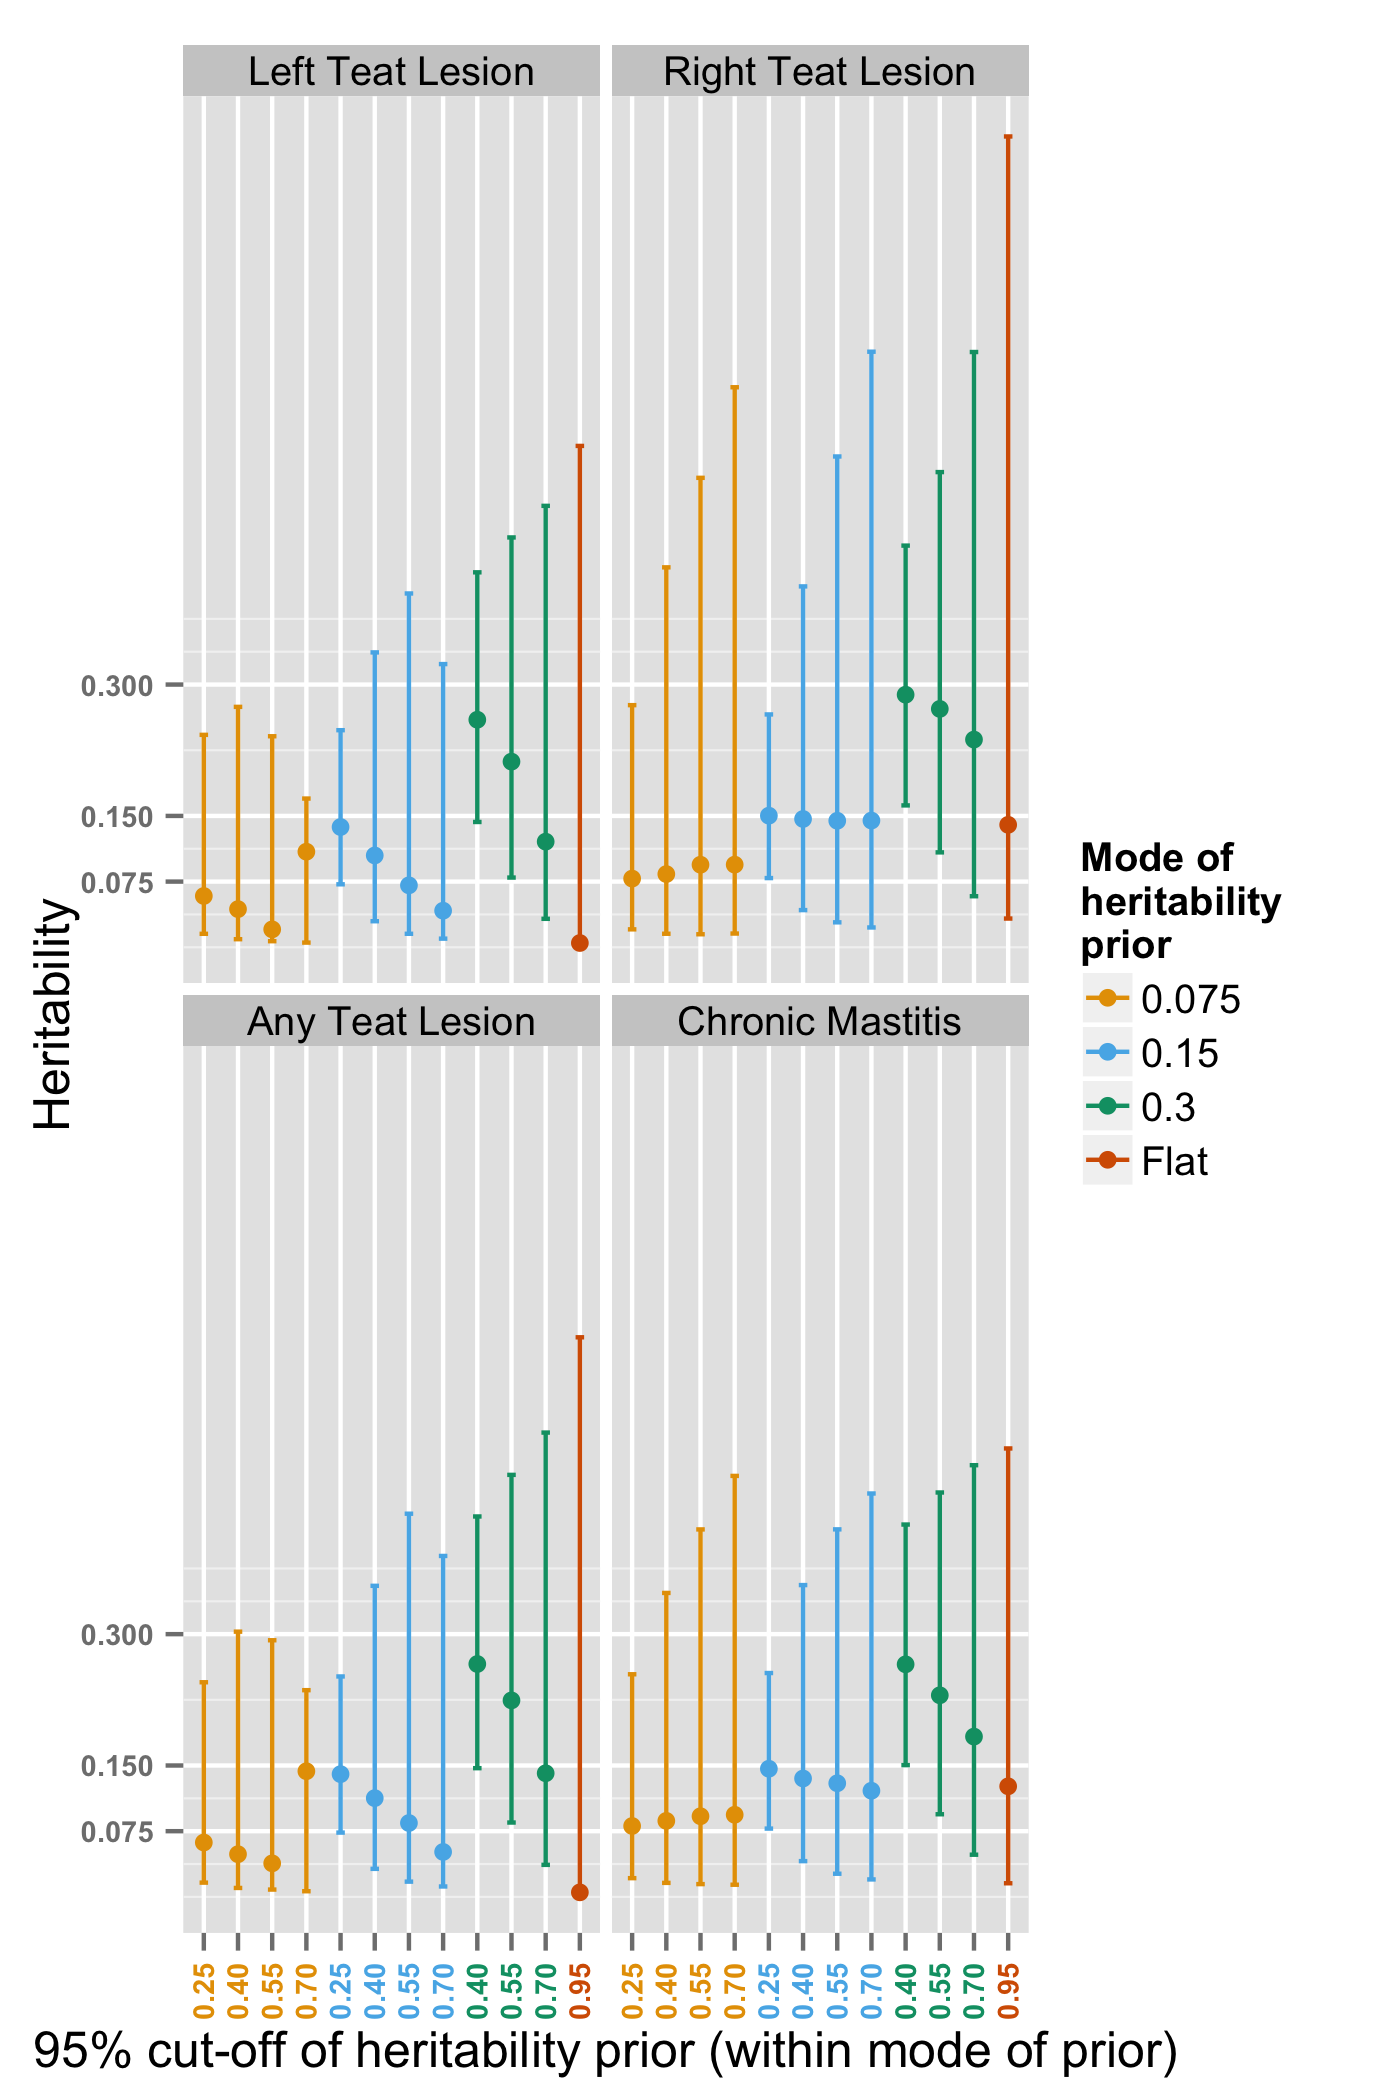 Left Teat Lesion
Right Teat Lesion
0.300
0.150
0.075
Heritability
Any Teat Lesion
Chronic Mastitis
0.300
0.150
0.075
0.25 0.40 0.55 0.70 0.25 0.40 0.55 0.70 0.40 0.55 0.70 0.95
0.25 0.40 0.55 0.70 0.25 0.40 0.55 0.70 0.40 0.55 0.70 0.95
95% cut-off of heritability prior (within mode of prior)
Mode of
heritability
prior
0.075
0.15
0.3
Flat